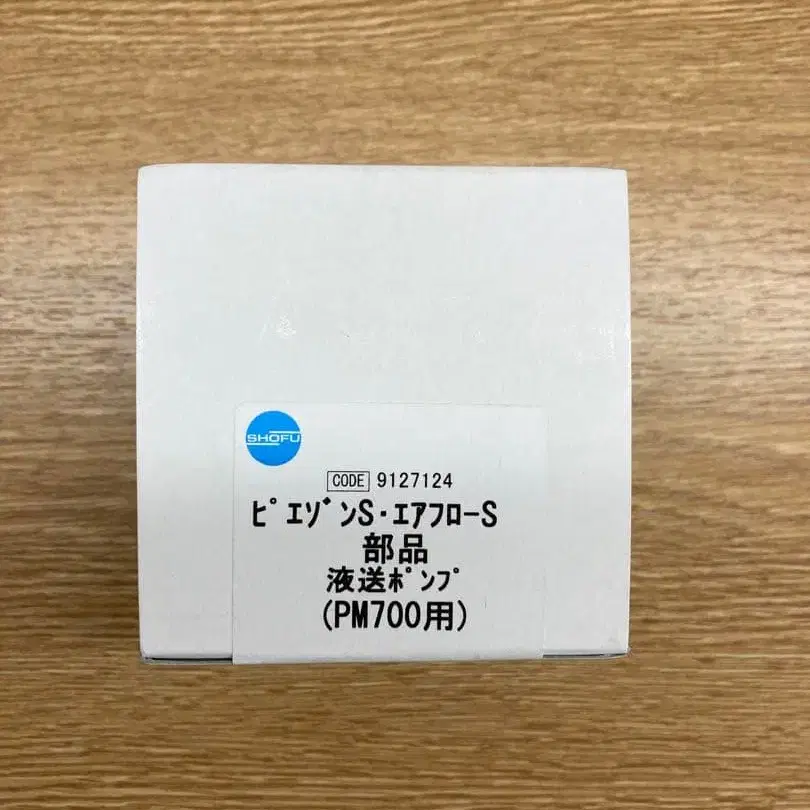 SHOFU
CODE 9127124
ﾋﾟｴｿﾞﾝS・ｴｱﾌﾛｰS
部品
液送ﾎﾟﾝﾌﾟ
(PM700用)